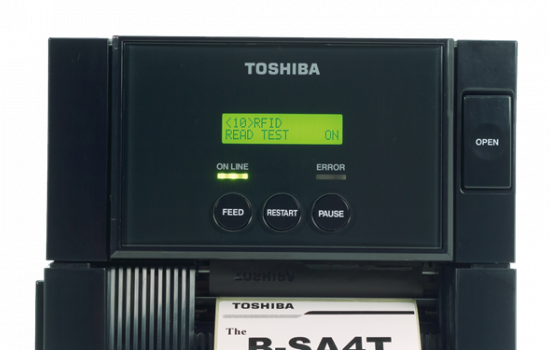 TOSHIBA
<10>RFID
READ TEST ON
ON LINE ERROR
OPEN
FEED RESTART PAUSE
TOSHIBA
The
B-SA4T